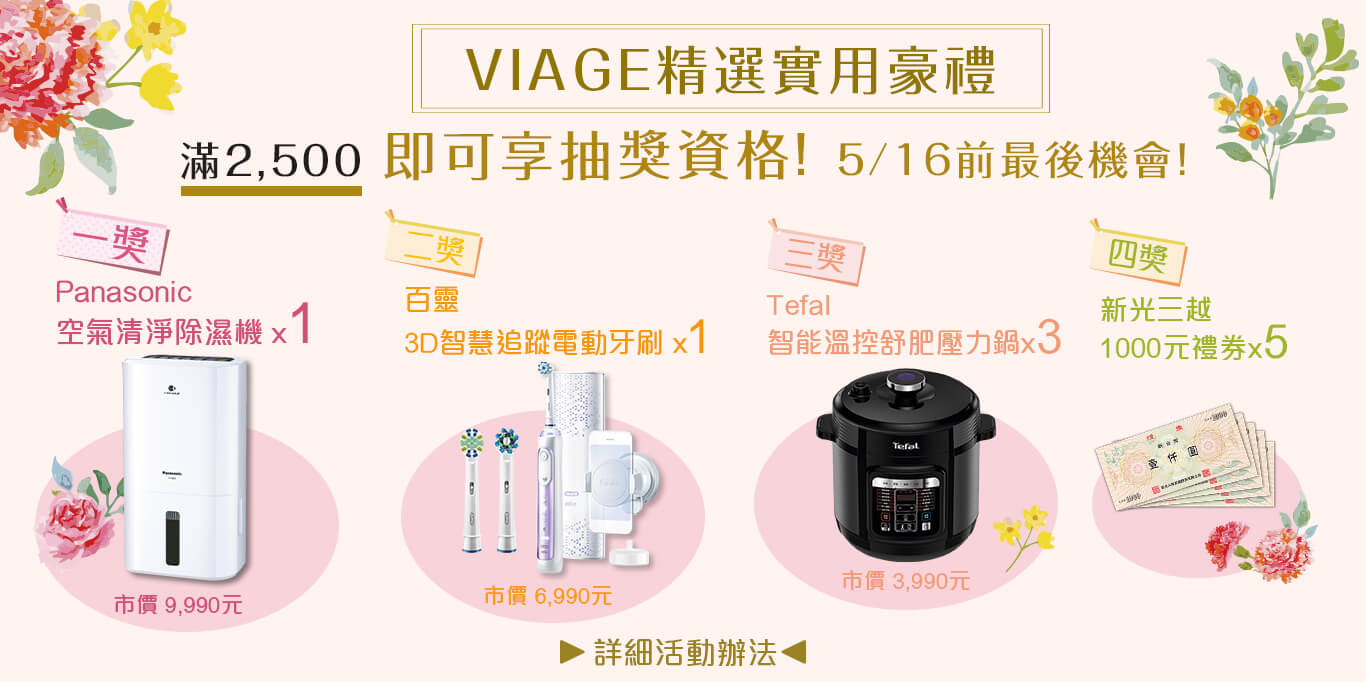 VIAGE精選實用豪禮
滿2,500 即可享抽獎資格! 5/16前最後機會!
一獎
Panasonic
空氣清淨除濕機 x1
Panasonic
市價 9,990元
二獎
百靈
3D智慧追蹤電動牙刷 x1
市價 6,990元
三獎
Tefal
智能溫控舒肥壓力鍋x3
Tefal
市價 3,990元
四獎
新光三越
1000元禮券x5
壹仟圓
▶詳細活動辦法◀